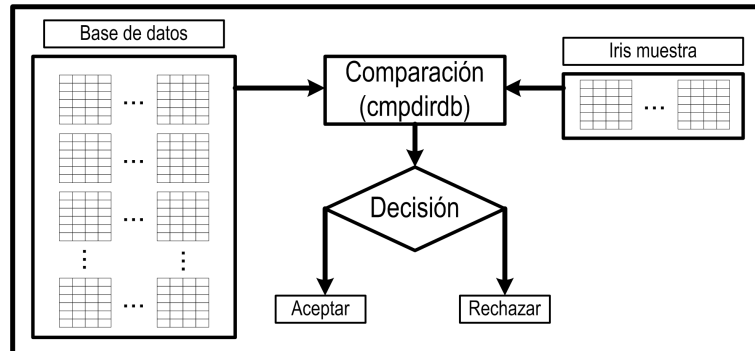 Base de datos
Comparación
(cmpdirdb)
Iris muestra
Decisión
Aceptar
Rechazar